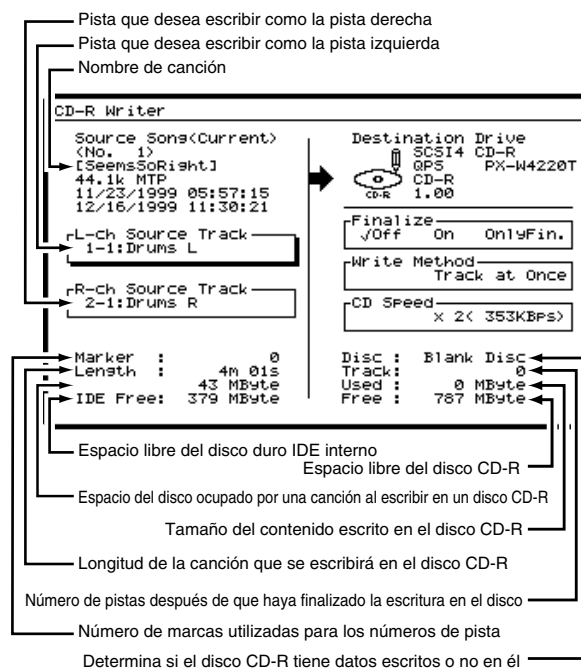 Pista que desea escribir como la pista derecha
Pista que desea escribir como la pista izquierda
Nombre de canción
CD-R Writer
Source Song(Current)
(No.  1)
[SeemsSoRight]
44.1k MTP
11/23/1999 05:57:15
12/16/1999 11:30:21
L-ch Source Track
1-1:Drums L
R-ch Source Track
2-1:Drums R
Marker : 0
Length : 4m 01s
43 MByte
IDE Free: 379 MByte
Destination Drive
SCSI4 CD-R
QPS PX-W4220T
CD-R
CD-R 1.00
Finalize
√Off On OnlyFin.
Write Method
Track at Once
CD Speed
x 2( 353KBps)
Disc : Blank Disc
Track: 0
Used : 0 MByte
Free : 787 MByte
Espacio libre del disco duro IDE interno
Espacio libre del disco CD-R
Espacio del disco ocupado por una canción al escribir en un disco CD-R
Tamaño del contenido escrito en el disco CD-R
Longitud de la canción que se escribirá en el disco CD-R
Número de pistas después de que haya finalizado la escritura en el disco
Número de marcas utilizadas para los números de pista
Determina si el disco CD-R tiene datos escritos o no en él